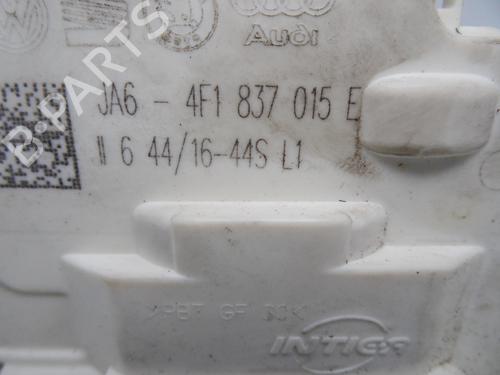 Audi
JA6 - 4F1 837 015 E
II 6 44/16-44S L1
B-PARTS
INTIER